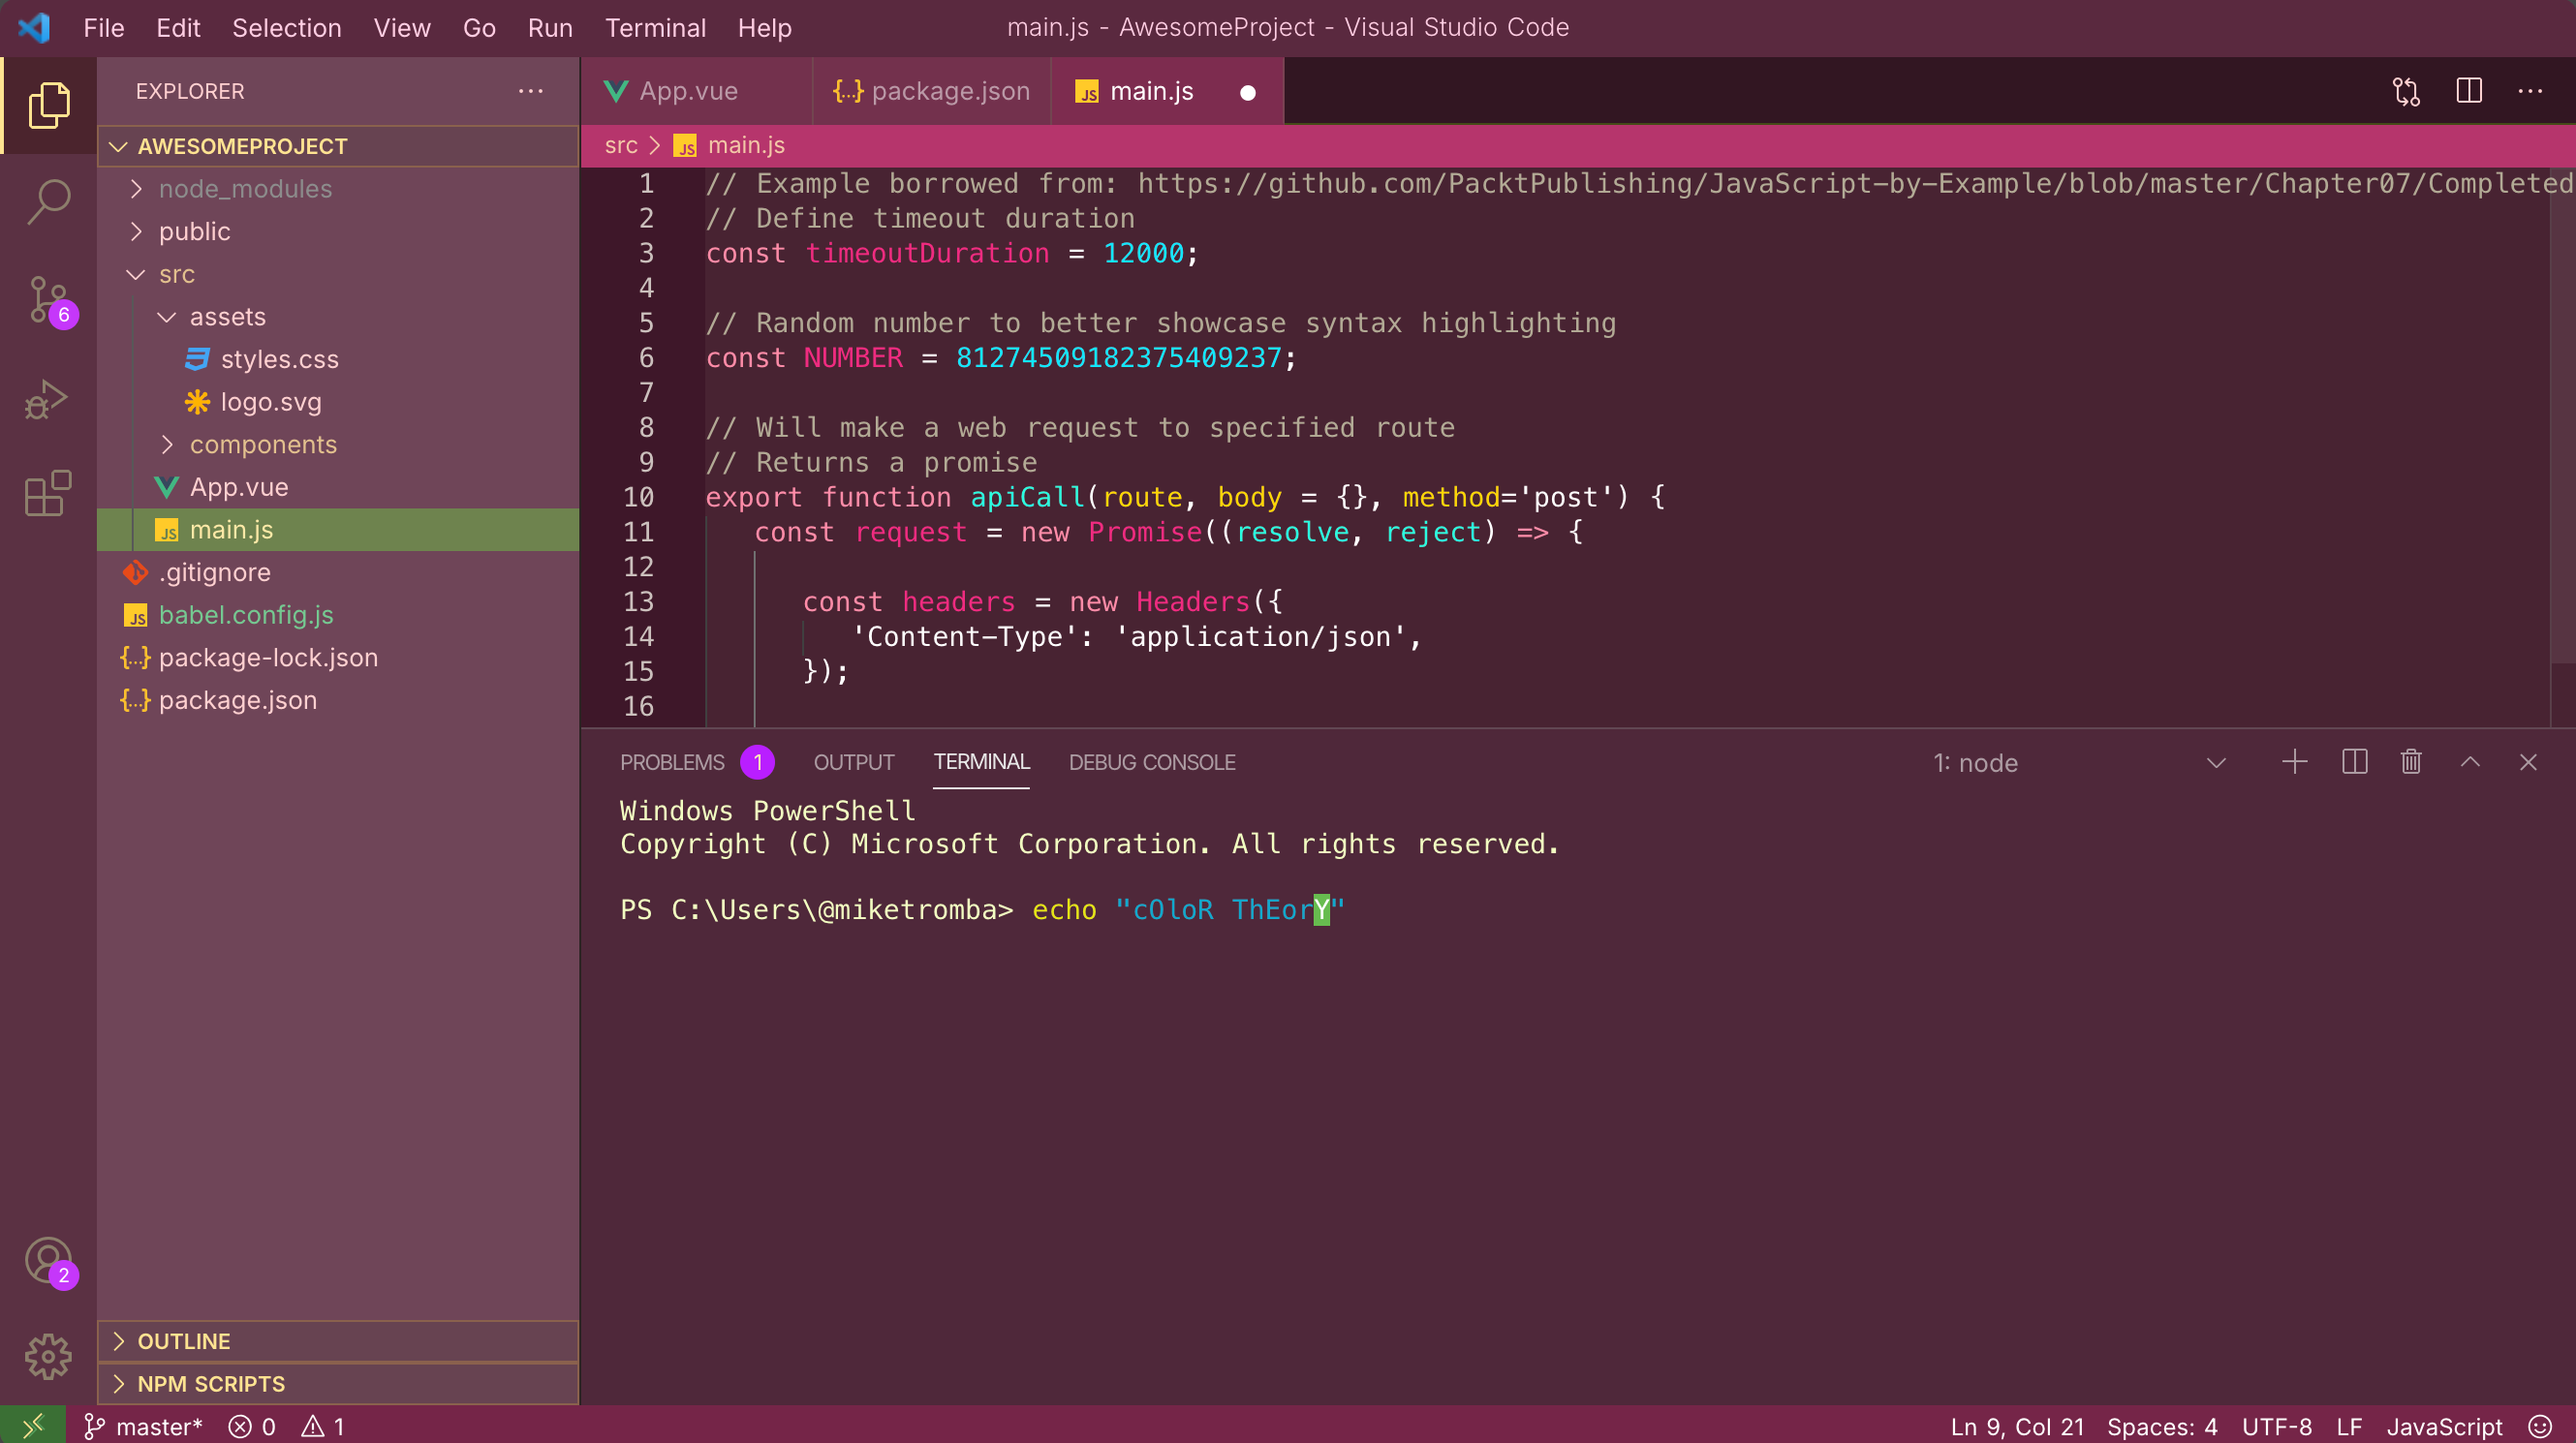 File Edit Selection View Go Run Terminal Help
main.js - AwesomeProject - Visual Studio Code
EXPLORER
AWESOMEPROJECT
node_modules
public
src
assets
styles.css
logo.svg
components
App.vue
JS main.js
.gitignore
JS babel.config.js
{...} package-lock.json
{...} package.json
OUTLINE
NPM SCRIPTS
6
2
App.vue
{...} package.json
JS main.js
src > JS main.js
1 // Example borrowed from: https://github.com/PacktPublishing/JavaScript-by-Example/blob/master/Chapter07/Completed
2 // Define timeout duration
3 const timeoutDuration = 12000;
4
5 // Random number to better showcase syntax highlighting
6 const NUMBER = 81274509182375409237;
7
8 // Will make a web request to specified route
9 // Returns a promise
10 export function apiCall(route, body = {}, method='post') {
11 const request = new Promise((resolve, reject) => {
12
13 const headers = new Headers({
14 'Content-Type': 'application/json',
15 });
16
PROBLEMS 1 OUTPUT TERMINAL DEBUG CONSOLE
1: node
Windows PowerShell
Copyright (C) Microsoft Corporation. All rights reserved.
PS C:\Users\@miketromba> echo "cOloR ThEorY"
master* 0 1
Ln 9, Col 21 Spaces: 4 UTF-8 LF JavaScript